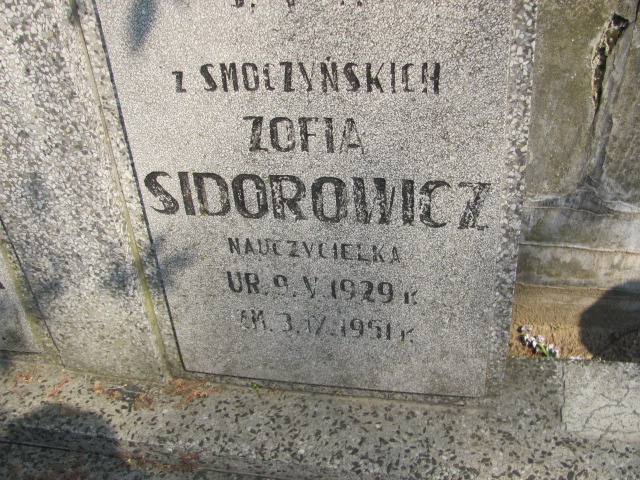 z SMOCZYŃSKICH
ZOFIA
SIDOROWICZ
NAUCZYCIELKA
UR. 9. V. 1929 r.
ZM. 3. IV. 1951 r.